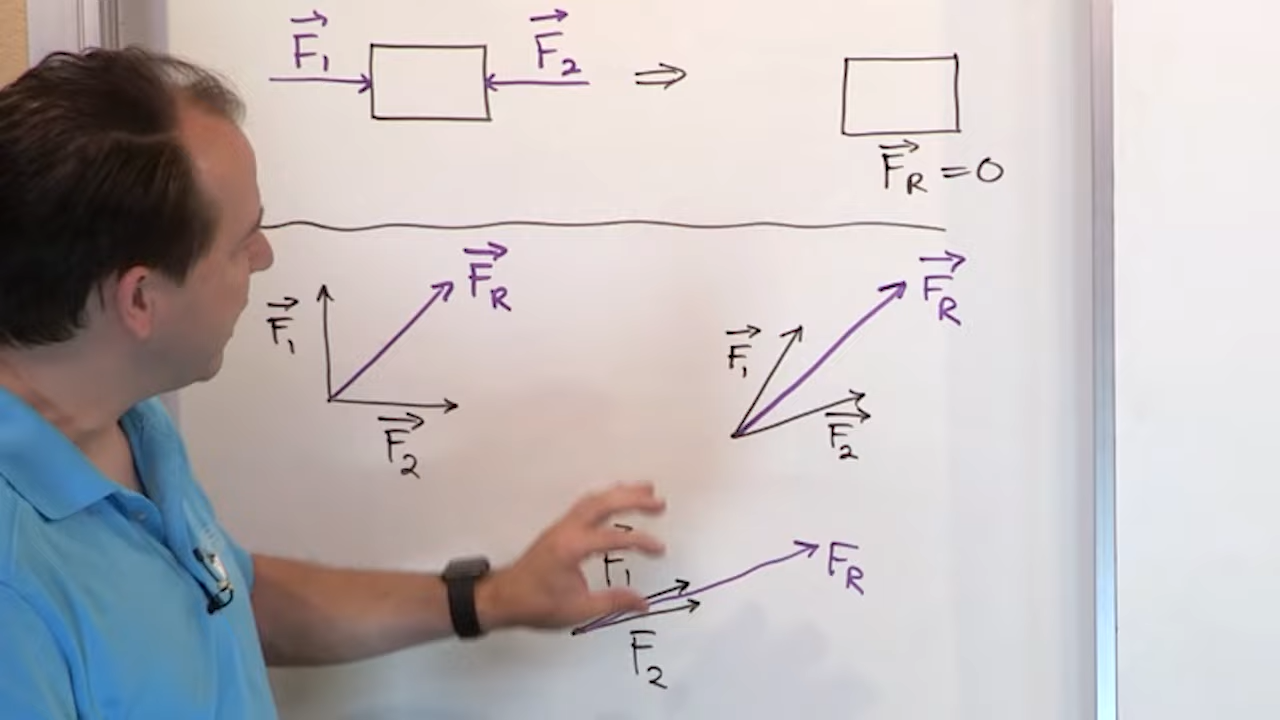 F₁ F₂ ⇒
F_R = 0
F₁ F_R
F₂
F₁ F_R
F₂
F₁ F_R
F₂